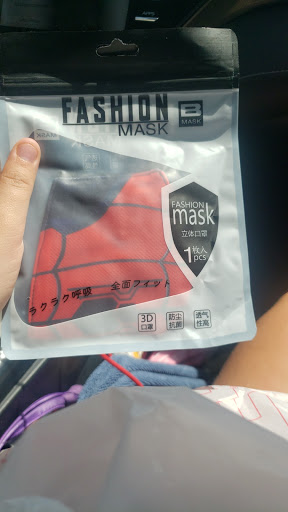 FASHION
MASK
B
MASK
FASHION
mask
立体口罩
1枚入
pcs
ラクラク呼吸 全面フィット
3D
口罩
防尘
抗菌
透气
性高